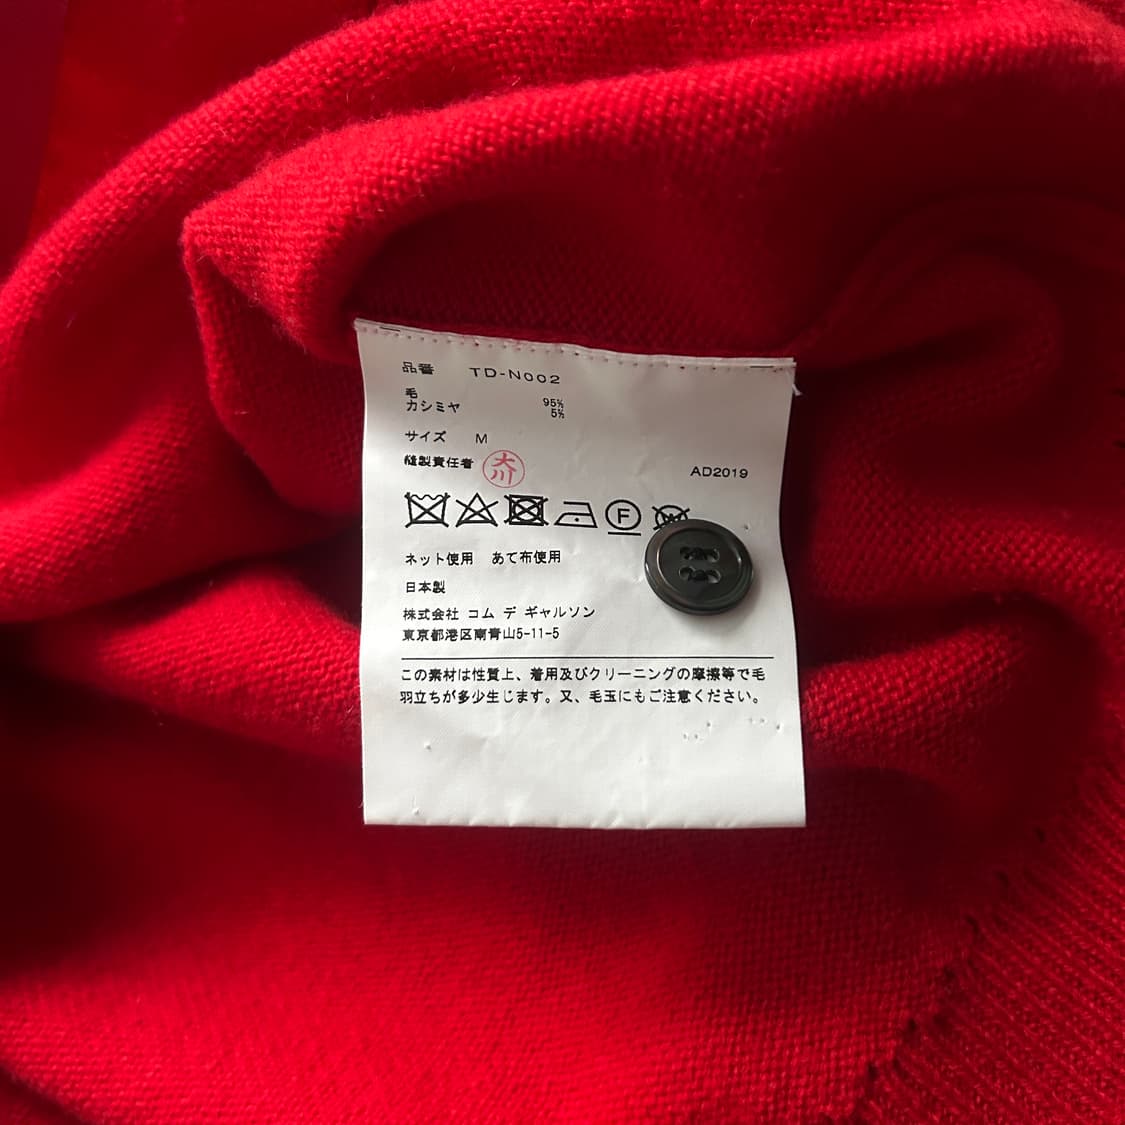 品番 TD-N002
毛 95%
カシミヤ 5%
サイズ M
縫製責任者 大川
AD2019
F
W
ネット使用 あて布使用
日本製
株式会社 コム デ ギャルソン
東京都港区南青山5-11-5
この素材は性質上、着用及びクリーニングの摩擦等で毛
羽立ちが多少生じます。又、毛玉にもご注意ください。